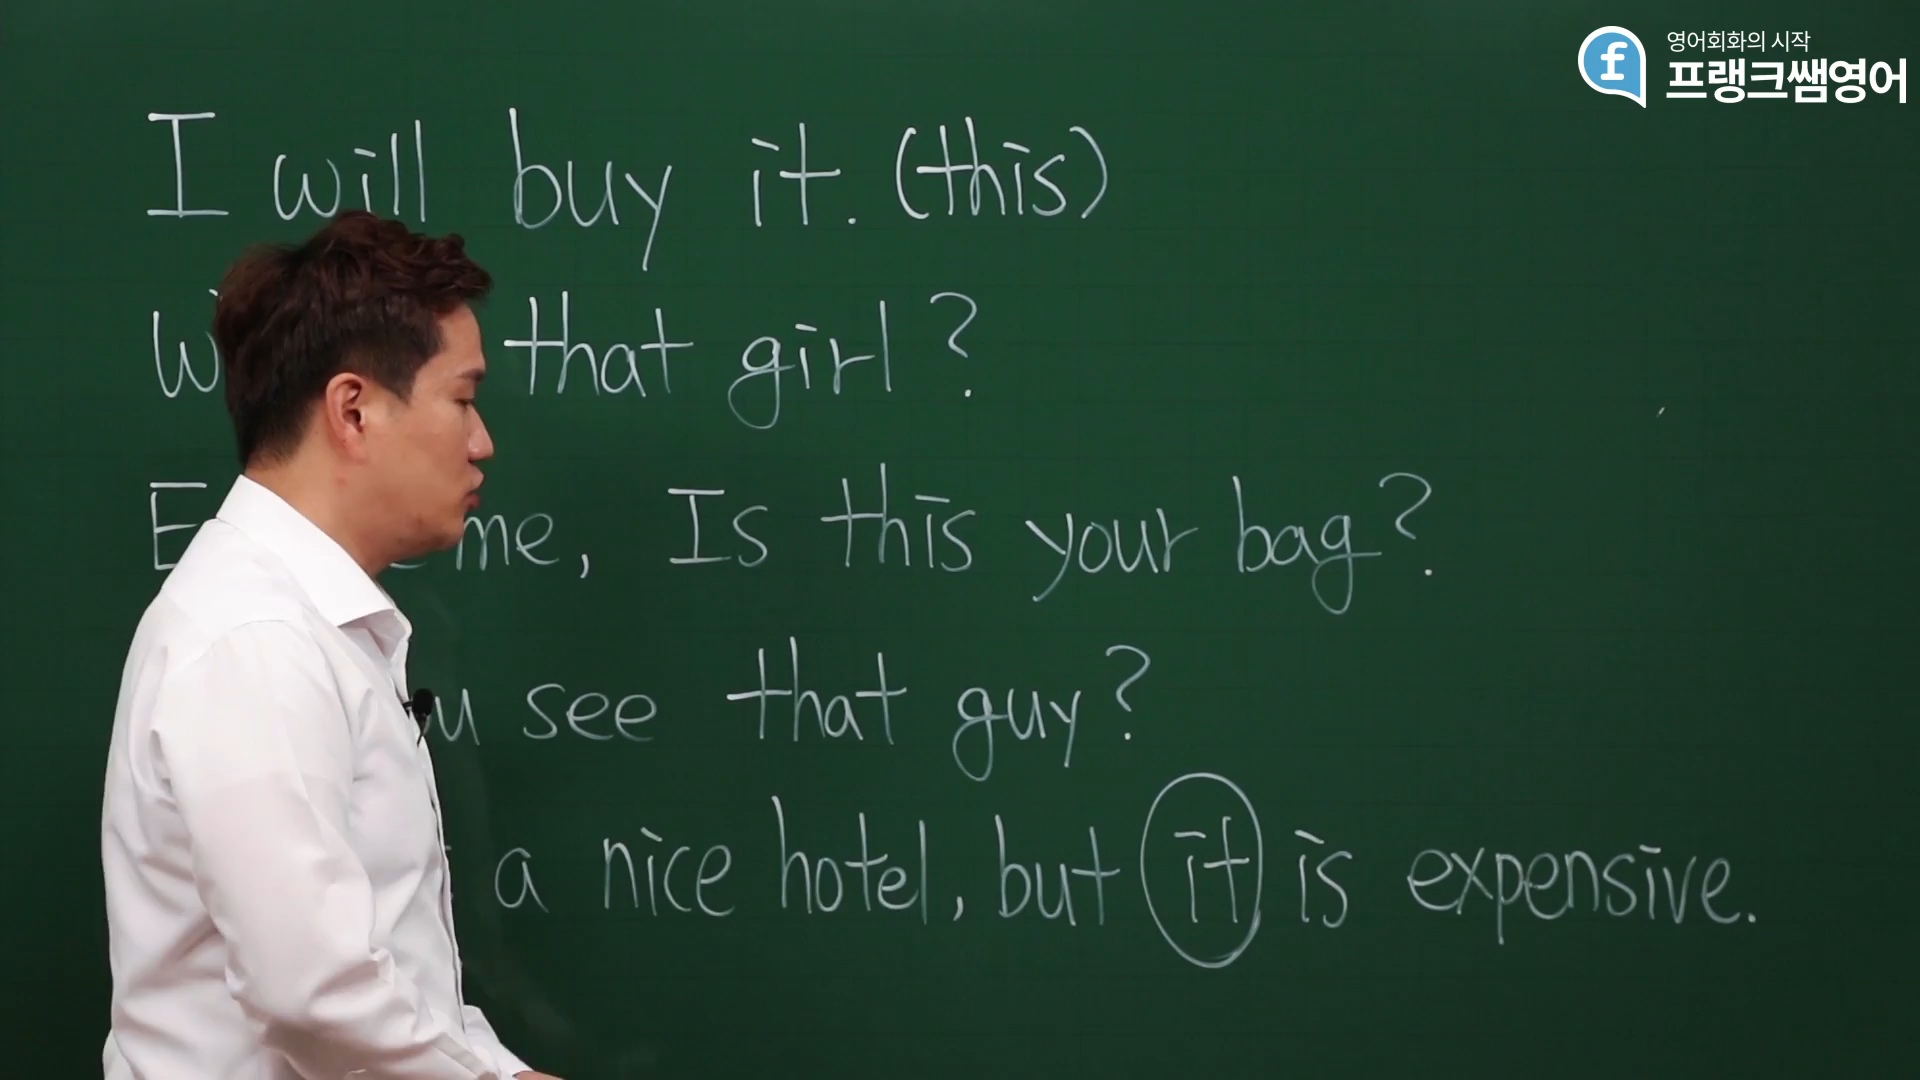 영어회화의 시작
프랭크쌤영어
I will buy it. (this)
that girl?
me, Is this your bag?
see that guy?
a nice hotel, but it is expensive.